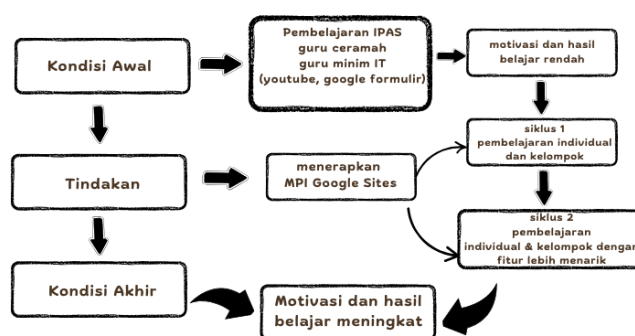 Kondisi Awal
Pembelajaran IPAS
guru ceramah
guru minim IT
(youtube, google formulir)
motivasi dan hasil
belajar rendah
Tindakan
menerapkan
MPI Google Sites
siklus 1
pembelajaran individual
dan kelompok
siklus 2
pembelajaran
individual & kelompok dengan
fitur lebih menarik
Kondisi Akhir
Motivasi dan hasil
belajar meningkat